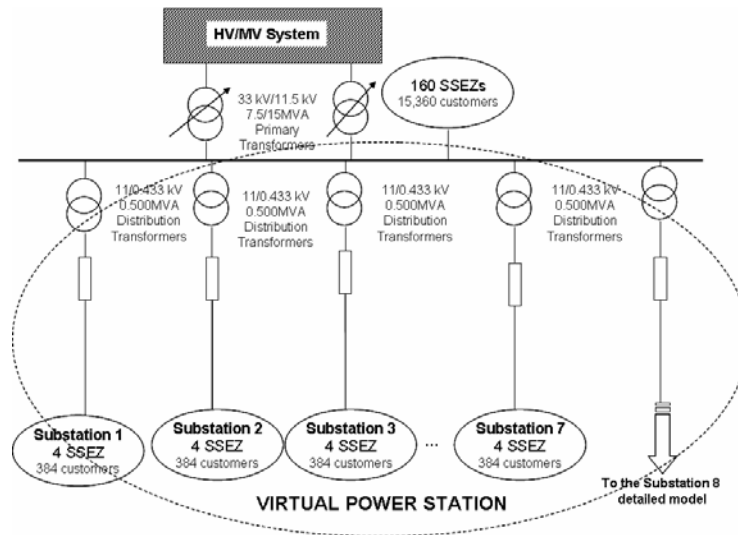 HV/MV System
33 kV/11.5 kV
7.5/15MVA
Primary
Transformers
160 SSEZs
15,360 customers
11/0.433 kV
0.500MVA
Distribution
Transformers
11/0.433 kV
0.500MVA
Distribution
Transformers
11/0.433 kV
0.500MVA
Distribution
Transformers
11/0.433 kV
0.500MVA
Distribution
Transformers
Substation 1
4 SSEZ
384 customers
Substation 2
4 SSEZ
384 customers
Substation 3
4 SSEZ
384 customers
...
Substation 7
4 SSEZ
384 customers
To the Substation 8
detailed model
VIRTUAL POWER STATION